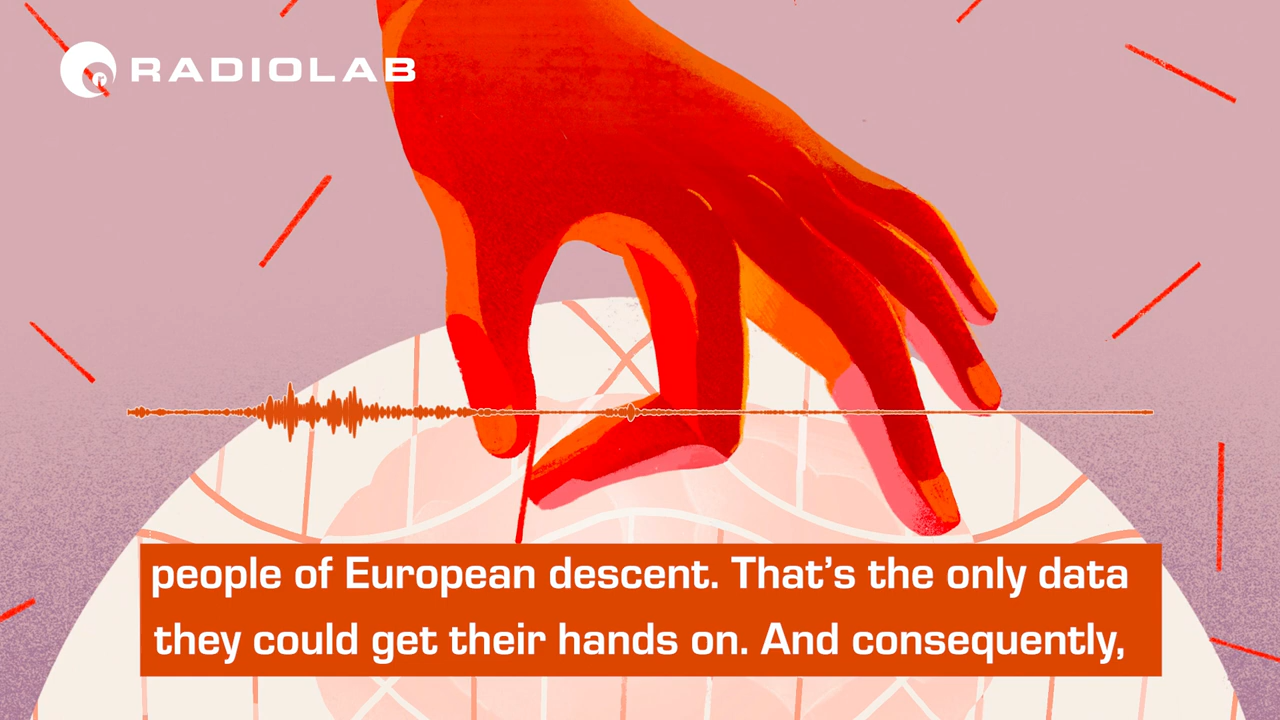 RADIOLAB
people of European descent. That's the only data
they could get their hands on. And consequently,